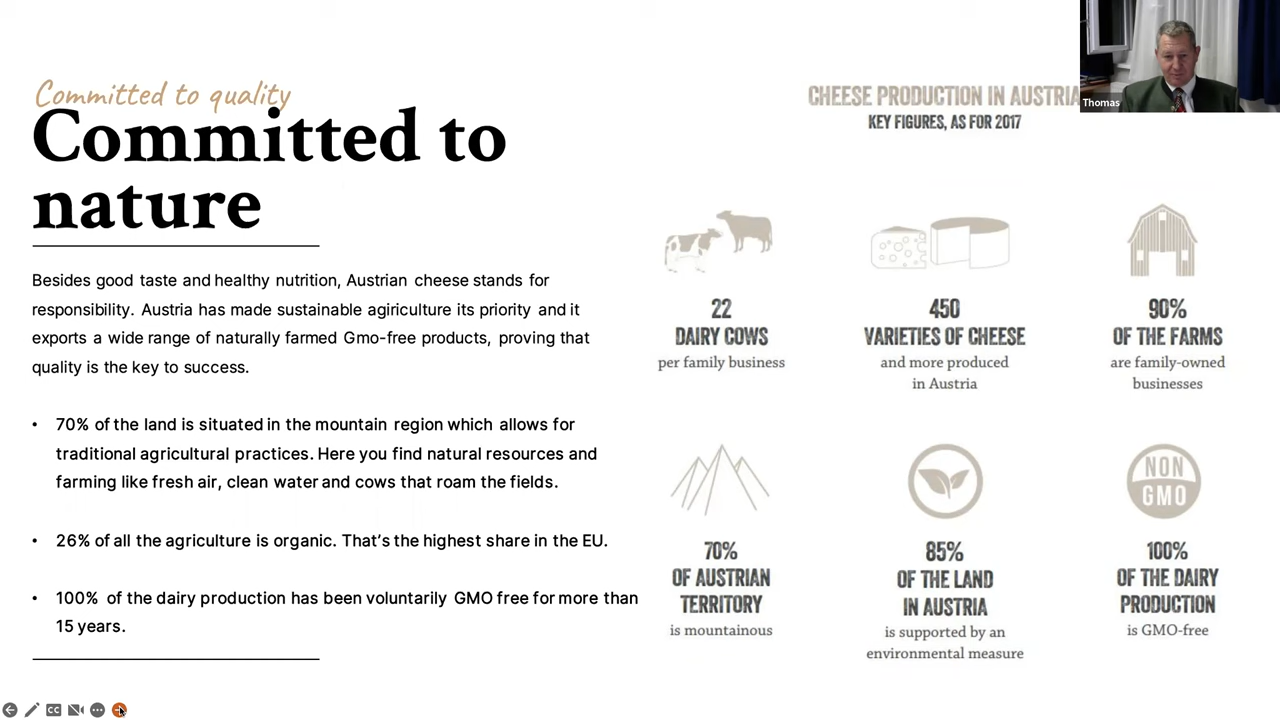 Committed to quality
Committed to
nature
Besides good taste and healthy nutrition, Austrian cheese stands for
responsibility. Austria has made sustainable agiriculture its priority and it
exports a wide range of naturally farmed Gmo-free products, proving that
quality is the key to success.
• 70% of the land is situated in the mountain region which allows for
traditional agricultural practices. Here you find natural resources and
farming like fresh air, clean water and cows that roam the fields.
• 26% of all the agriculture is organic. That's the highest share in the EU.
• 100% of the dairy production has been voluntarily GMO free for more than
15 years.
CHEESE PRODUCTION IN AUSTRIA
KEY FIGURES, AS FOR 2017
22
DAIRY COWS
per family business
450
VARIETIES OF CHEESE
and more produced
in Austria
90%
OF THE FARMS
are family-owned
businesses
70%
OF AUSTRIAN
TERRITORY
is mountainous
85%
OF THE LAND
IN AUSTRIA
is supported by an
environmental measure
NON
GMO
100%
OF THE DAIRY
PRODUCTION
is GMO-free
Thomas
CC